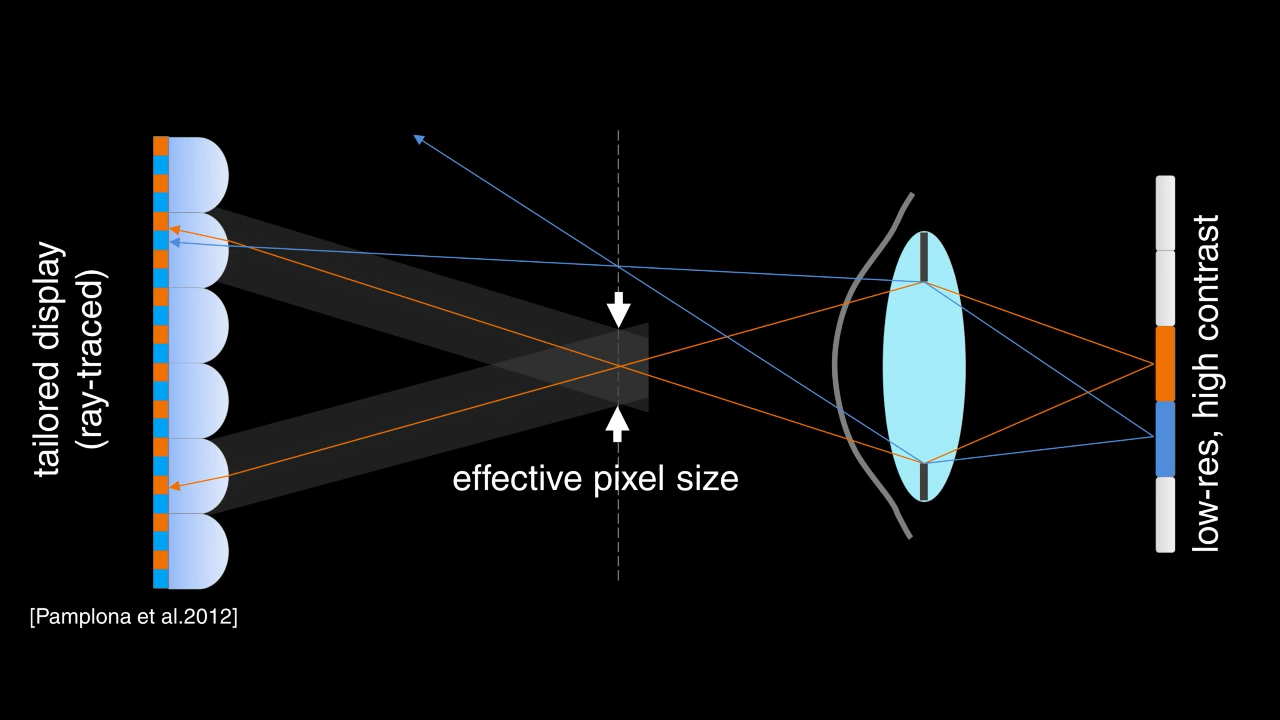 tailored display
(ray-traced)
effective pixel size
low-res, high contrast
[Pamplona et al.2012]